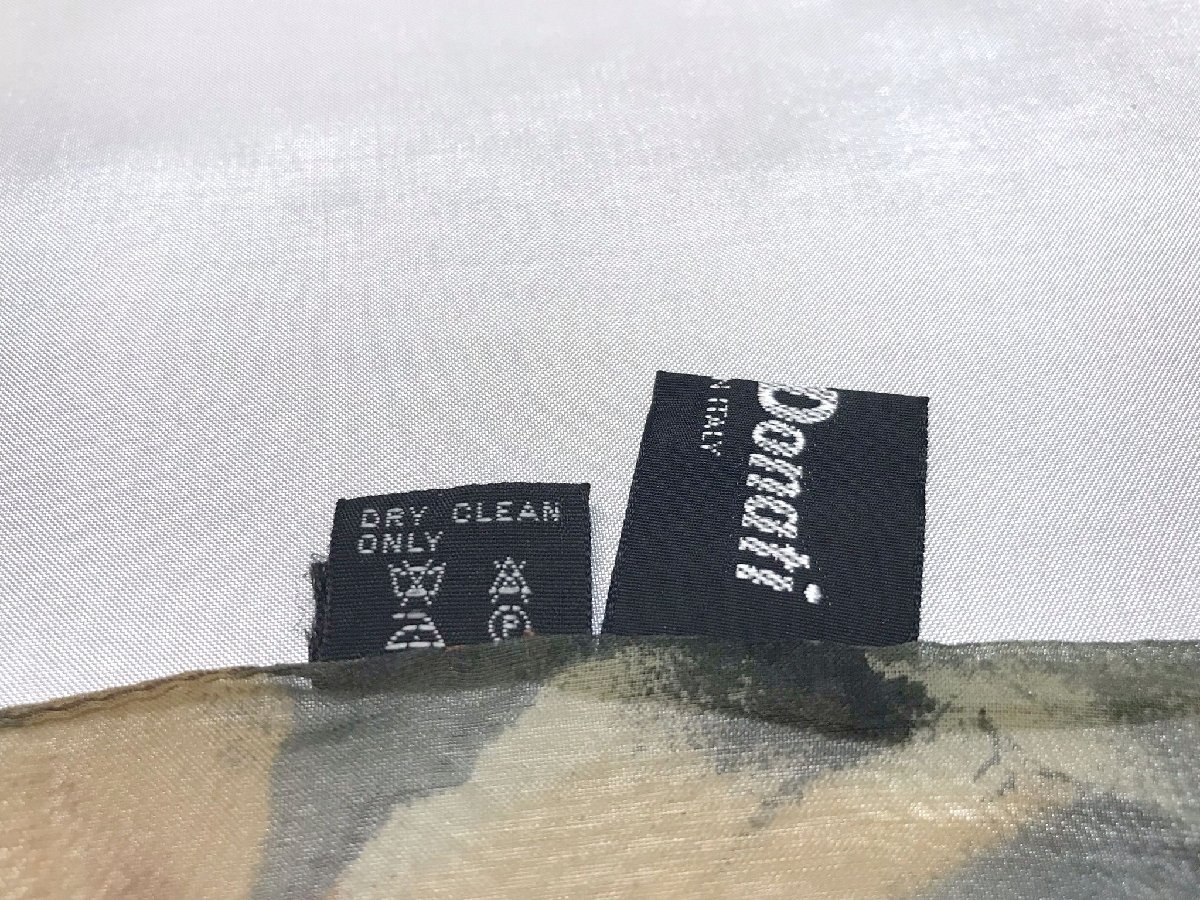 DRY CLEAN
ONLY
P
Donati
N ITALY